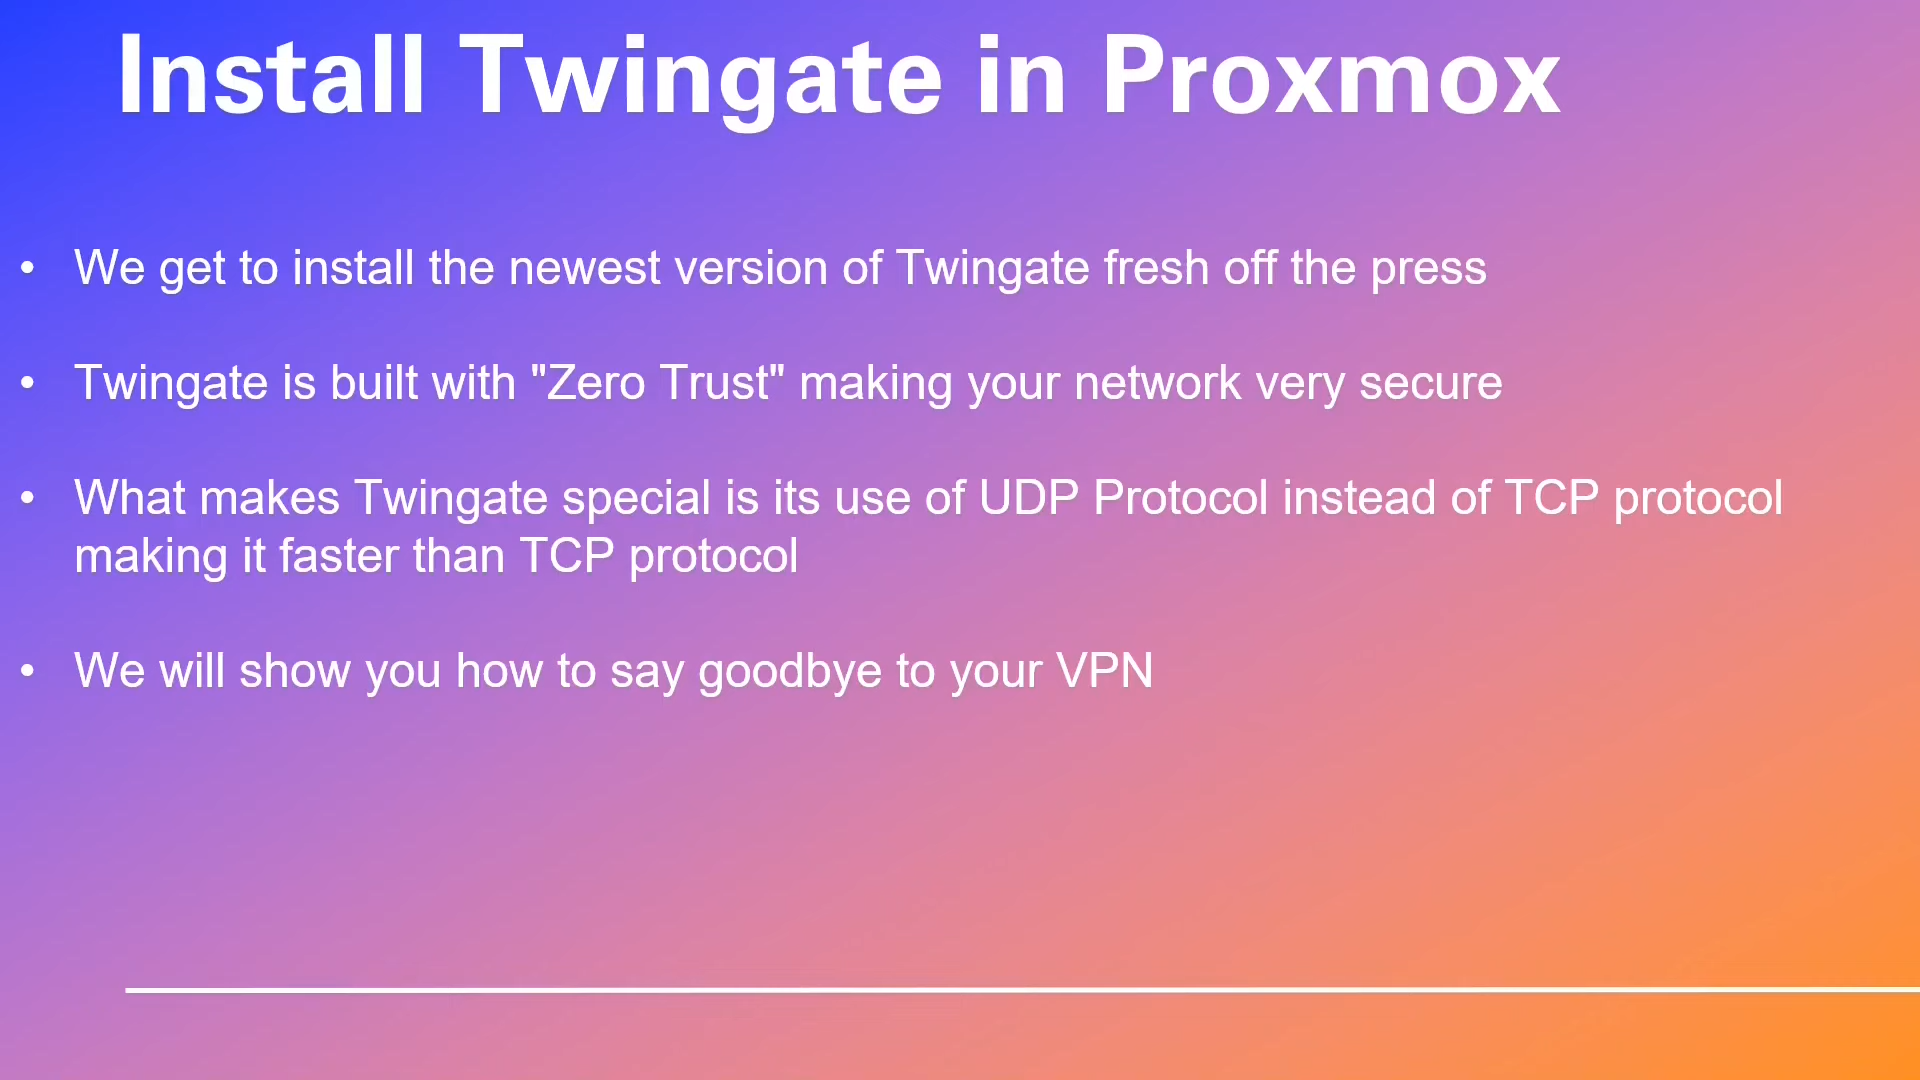 Install Twingate in Proxmox
• We get to install the newest version of Twingate fresh off the press
• Twingate is built with "Zero Trust" making your network very secure
• What makes Twingate special is its use of UDP Protocol instead of TCP protocol
making it faster than TCP protocol
• We will show you how to say goodbye to your VPN